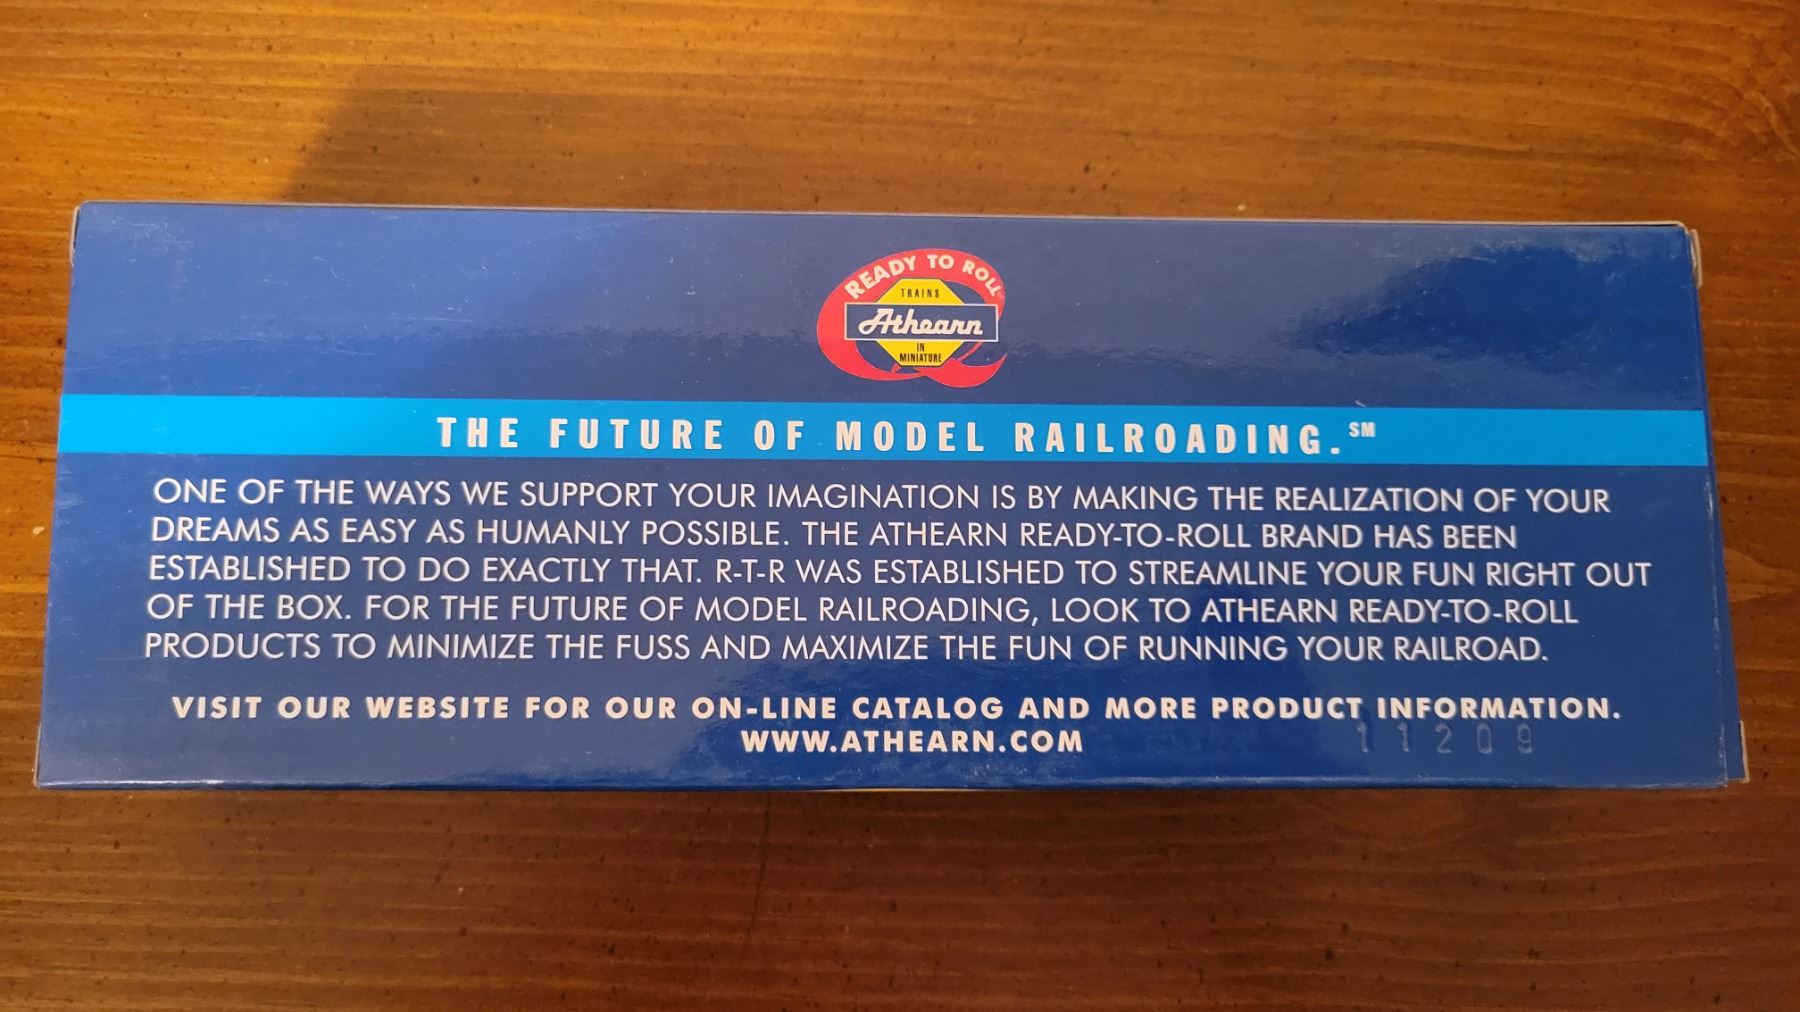 READY TO ROLL
TRAINS
Athearn
IN
MINIATURE
THE FUTURE OF MODEL RAILROADING.℠
ONE OF THE WAYS WE SUPPORT YOUR IMAGINATION IS BY MAKING THE REALIZATION OF YOUR
DREAMS AS EASY AS HUMANLY POSSIBLE. THE ATHEARN READY-TO-ROLL BRAND HAS BEEN
ESTABLISHED TO DO EXACTLY THAT. R-T-R WAS ESTABLISHED TO STREAMLINE YOUR FUN RIGHT OUT
OF THE BOX. FOR THE FUTURE OF MODEL RAILROADING, LOOK TO ATHEARN READY-TO-ROLL
PRODUCTS TO MINIMIZE THE FUSS AND MAXIMIZE THE FUN OF RUNNING YOUR RAILROAD.
VISIT OUR WEBSITE FOR OUR ON-LINE CATALOG AND MORE PRODUCT INFORMATION.
WWW.ATHEARN.COM
11209